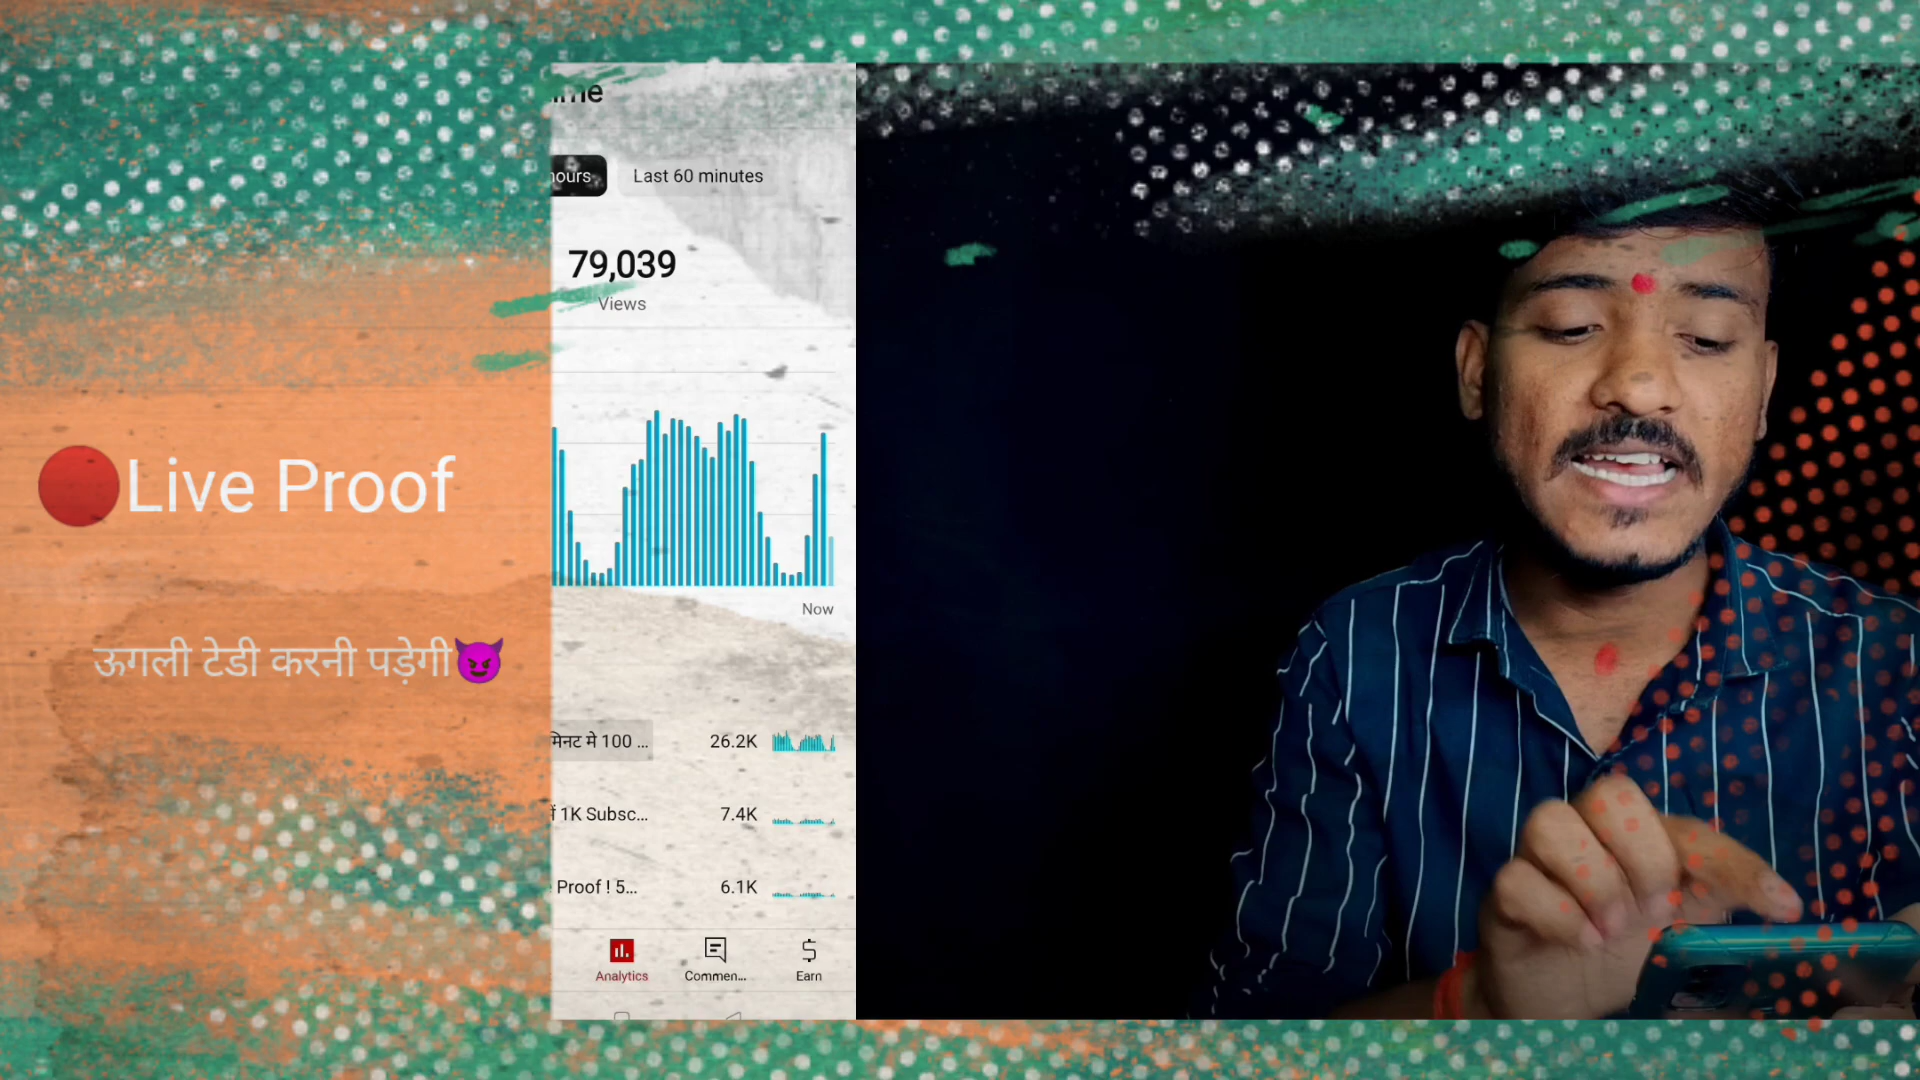 hours
Last 60 minutes
79,039
Views
🔴Live Proof
Now
ऊगली टेडी करनी पड़ेगी😈
मिनट मे 100 ...
26.2K
में 1K Subsc...
7.4K
Proof ! 5...
6.1K
Analytics
Commen...
Earn